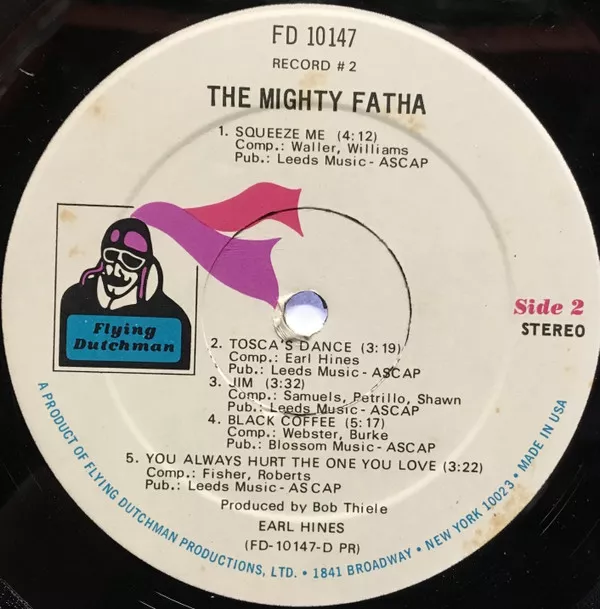 FD 10147
RECORD #2
THE MIGHTY FATHA
1. SQUEEZE ME (4:12)
Comp.: Waller, Williams
Pub.: Leeds Music - ASCAP
Flying
Dutchman
Side 2
STEREO
2. TOSCA'S DANCE (3:19)
Comp.: Earl Hines
Pub.: Leeds Music - ASCAP
3. JIM (3:32)
Comp.: Samuels, Petrillo, Shawn
Pub.: Leeds Music - ASCAP
4. BLACK COFFEE (5:17)
Comp.: Webster, Burke
Pub.: Blossom Music - ASCAP
5. YOU ALWAYS HURT THE ONE YOU LOVE (3:22)
Comp.: Fisher, Roberts
Pub.: Leeds Music - ASCAP
Produced by Bob Thiele
EARL HINES
(FD-10147-D PR)
A PRODUCT OF FLYING DUTCHMAN PRODUCTIONS, LTD. • 1841 BROADWAY • NEW YORK 10023 • MADE IN USA